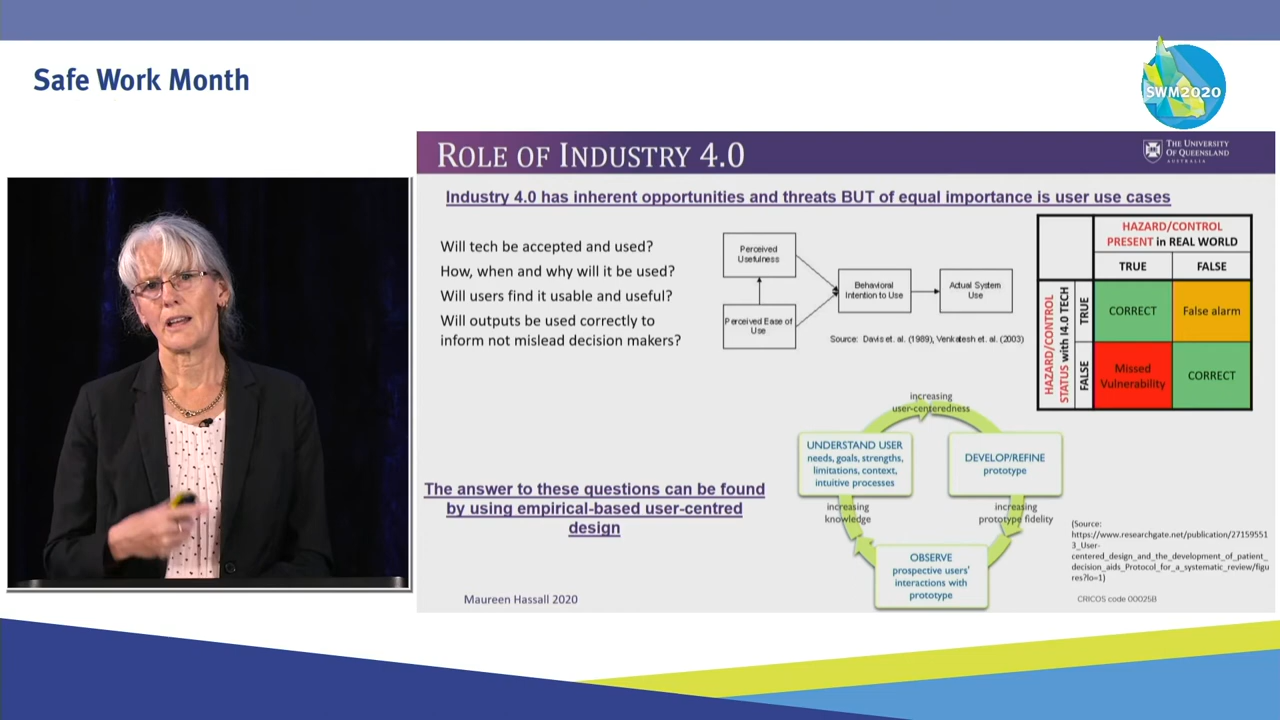 Safe Work Month
SWM2020
ROLE OF INDUSTRY 4.0
THE UNIVERSITY
OF QUEENSLAND
AUSTRALIA
Industry 4.0 has inherent opportunities and threats BUT of equal importance is user use cases
Will tech be accepted and used?
How, when and why will it be used?
Will users find it usable and useful?
Will outputs be used correctly to
inform not mislead decision makers?
Perceived
Usefulness
Perceived Ease of
Use
Behavioral
Intention to Use
Actual System
Use
Source: Davis et. al. (1989), Venkatesh et. al. (2003)
HAZARD/CONTROL
PRESENT in REAL WORLD
TRUE
FALSE
HAZARD/CONTROL
STATUS with I4.0 TECH
TRUE
CORRECT
False alarm
FALSE
Missed
Vulnerability
CORRECT
The answer to these questions can be found
by using empirical-based user-centred
design
increasing
user-centeredness
UNDERSTAND USER
needs, goals, strengths,
limitations, context,
intuitive processes
DEVELOP/REFINE
prototype
increasing
knowledge
increasing
prototype fidelity
OBSERVE
prospective users'
interactions with
prototype
(Source:
https://www.researchgate.net/publication/27159551
3_User-
centered_design_and_the_development_of_patient_
decision_aids_Protocol_for_a_systematic_review/figu
res?lo=1)
Maureen Hassall 2020
CRICOS code 00025B